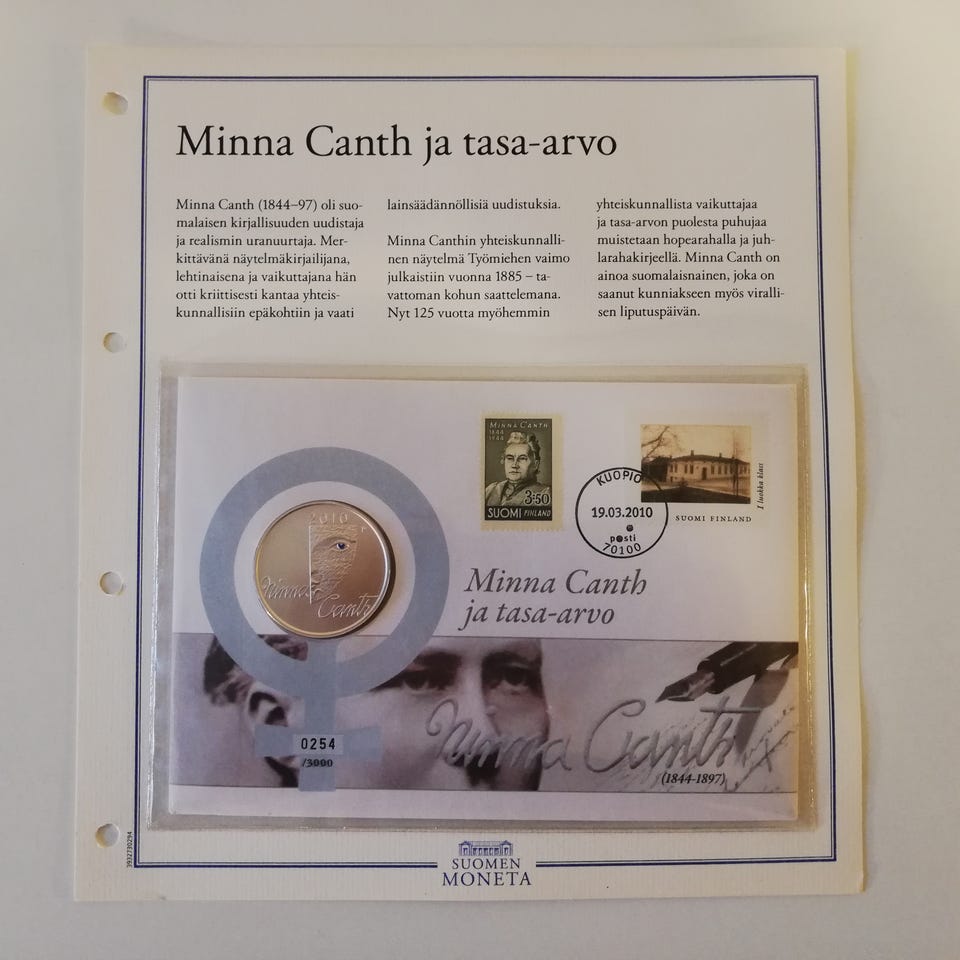 Minna Canth ja tasa-arvo
Minna Canth (1844–97) oli suo-
malaisen kirjallisuuden uudistaja
ja realismin uranuurtaja. Mer-
kittävänä näytelmäkirjailijana,
lehtinaisena ja vaikuttajana hän
otti kriittisesti kantaa yhteis-
kunnallisiin epäkohtiin ja vaati
lainsäädännöllisiä uudistuksia.
Minna Canthin yhteiskunnalli-
nen näytelmä Työmiehen vaimo
julkaistiin vuonna 1885 – ta-
vattoman kohun saattelemana.
Nyt 125 vuotta myöhemmin
yhteiskunnallista vaikuttajaa
ja tasa-arvon puolesta puhujaa
muistetaan hopearahalla ja juh-
larahakirjeellä. Minna Canth on
ainoa suomalaisnainen, joka on
saanut kunniakseen myös viralli-
sen liputuspäivän.
MINNA CANTH
1844
1944
3:50
SUOMI FINLAND
KUOPIO
19.03.2010
posti
70100
SUOMI FINLAND
1 luokka klass
2010
Minna
Canth
Minna Canth
ja tasa-arvo
Minna Canth
(1844-1897)
0254
/3000
3932730294
SUOMEN
MONETA